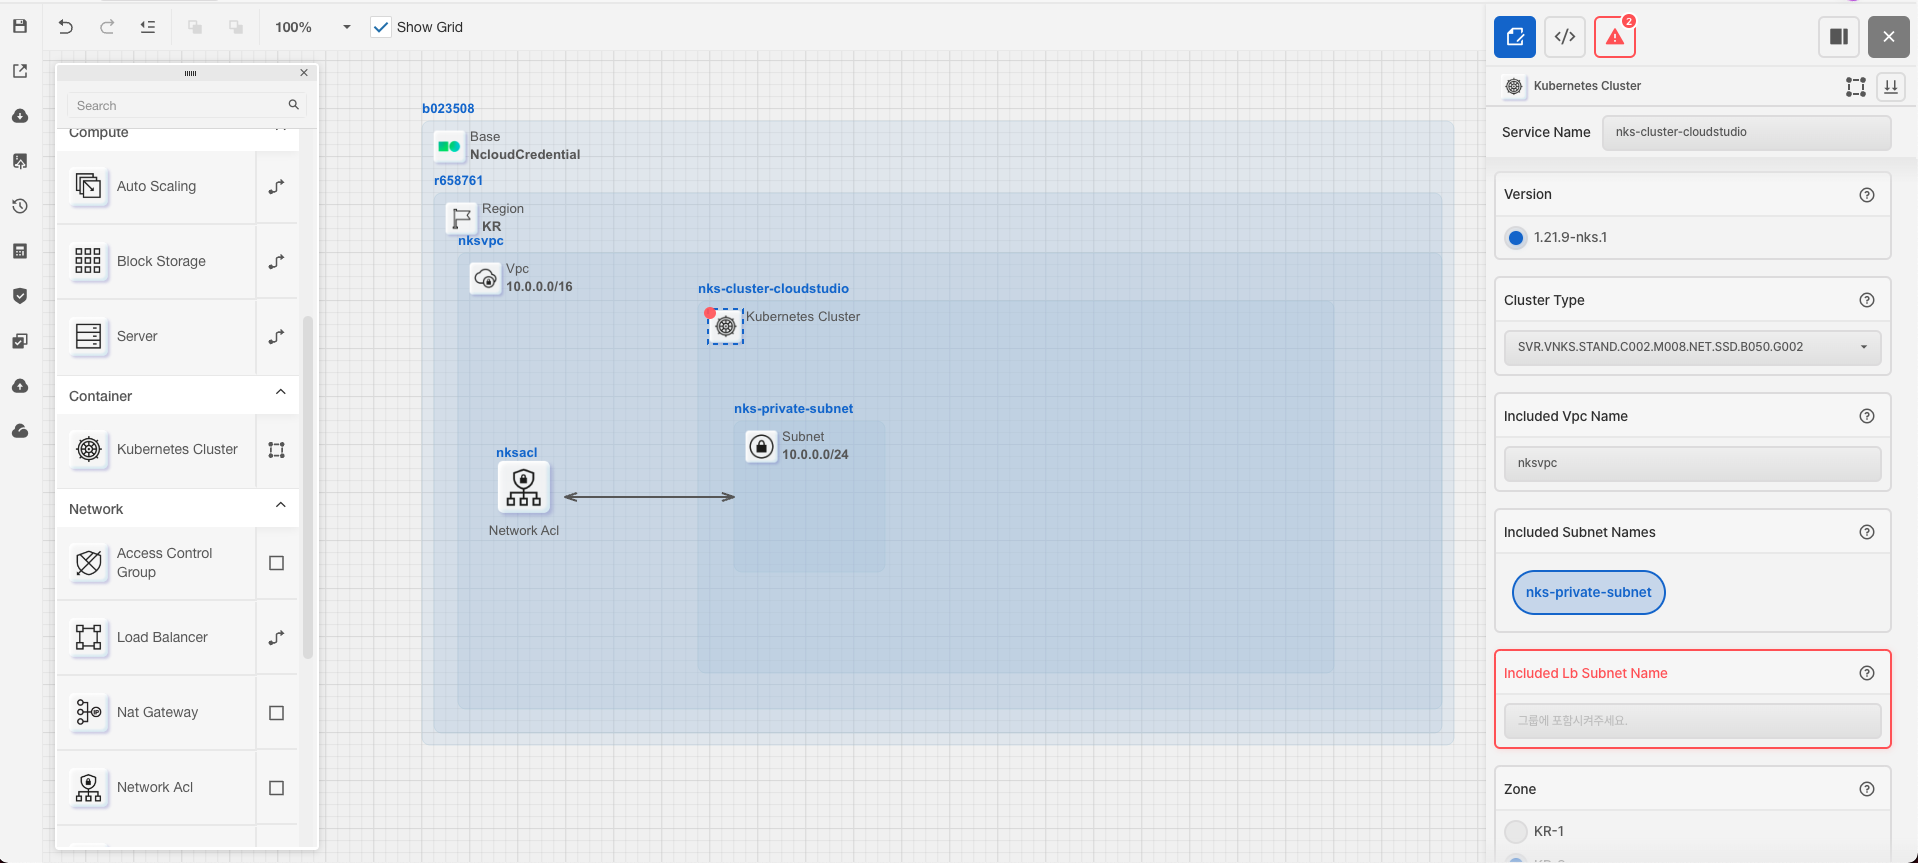 100%
Show Grid
2
Search
Compute
Auto Scaling
Block Storage
Server
Container
Kubernetes Cluster
Network
Access Control
Group
Load Balancer
Nat Gateway
Network Acl
b023508
Base
NcloudCredential
r658761
Region
KR
nksvpc
Vpc
10.0.0.0/16
nks-cluster-cloudstudio
Kubernetes Cluster
nks-private-subnet
Subnet
10.0.0.0/24
nksacl
Network Acl
Kubernetes Cluster
Service Name
nks-cluster-cloudstudio
Version
1.21.9-nks.1
Cluster Type
SVR.VNKS.STAND.C002.M008.NET.SSD.B050.G002
Included Vpc Name
nksvpc
Included Subnet Names
nks-private-subnet
Included Lb Subnet Name
그룹에 포함시켜주세요.
Zone
KR-1